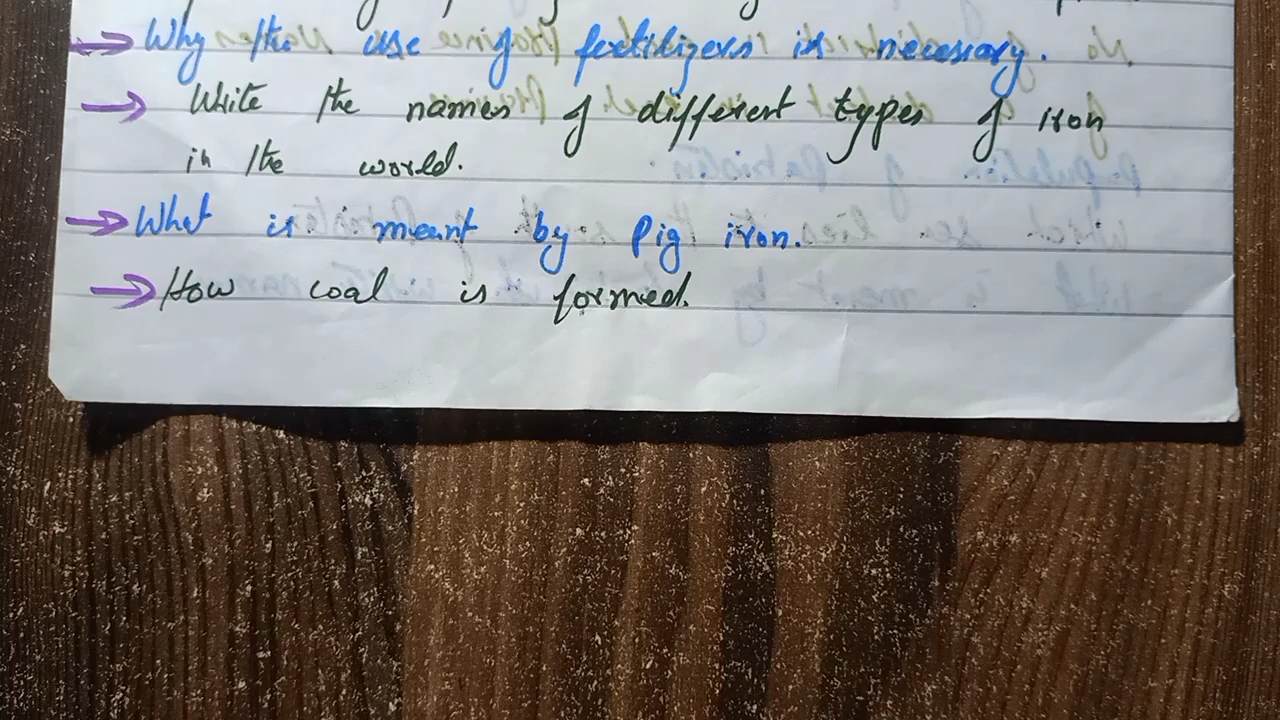 → Why the use of fertilizers is necessary.
→ Write the names of different types of iron
in the world.
→ What is meant by Pig iron.
→ How coal is formed.